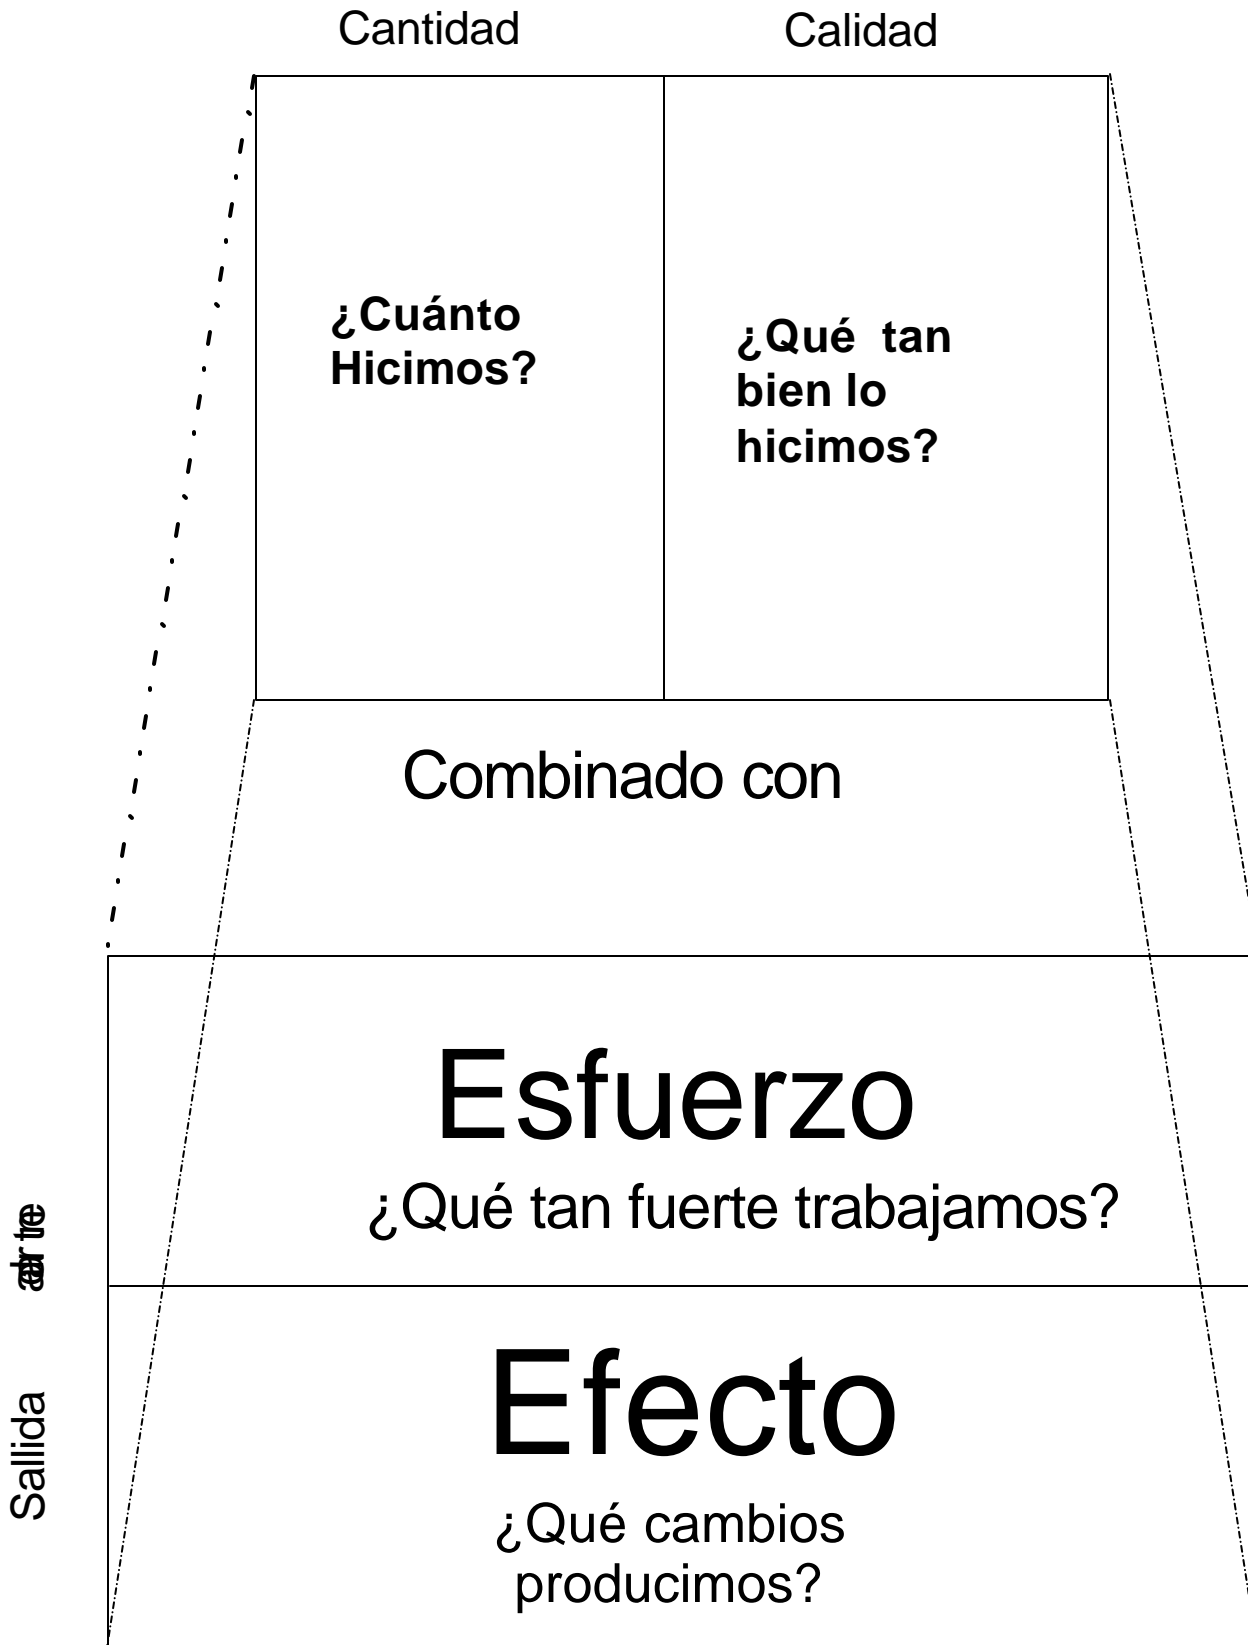 Cantidad
Calidad
¿Cuánto
Hicimos?
¿Qué tan
bien lo
hicimos?
Combinado con
Esfuerzo
¿Qué tan fuerte trabajamos?
Efecto
¿Qué cambios
producimos?
Sallida